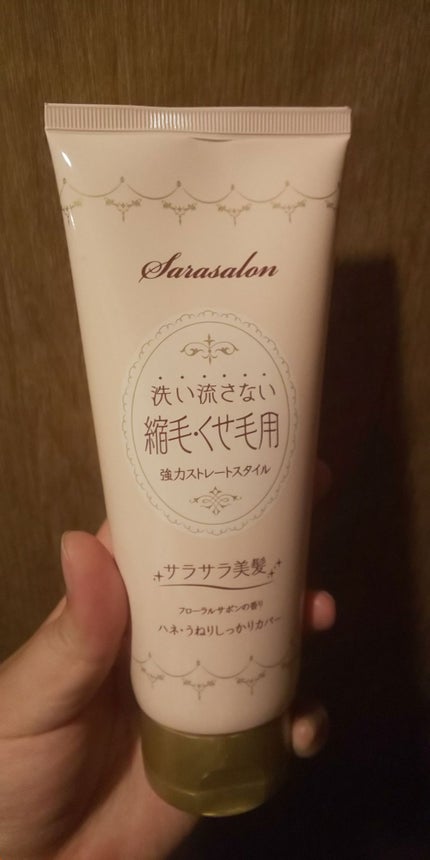 Sarasalon
洗い流さない
縮毛・くせ毛用
強力ストレートスタイル
サラサラ美髪
フローラルサボンの香り
ハネ・うねりしっかりカバー